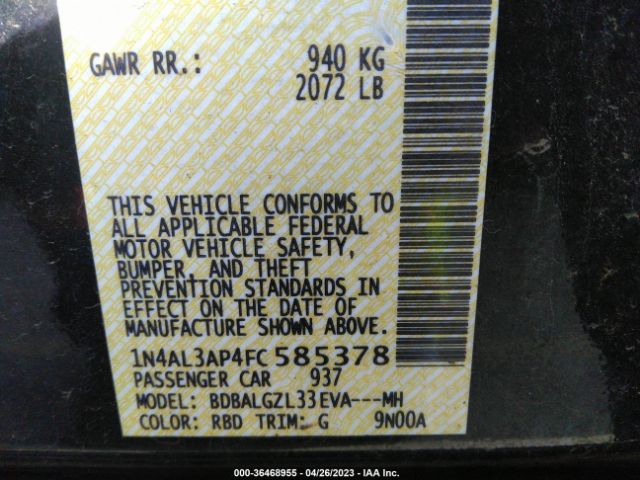 GAWR RR.: 940 KG
2072 LB
THIS VEHICLE CONFORMS TO
ALL APPLICABLE FEDERAL
MOTOR VEHICLE SAFETY,
BUMPER, AND THEFT
PREVENTION STANDARDS IN
EFFECT ON THE DATE OF
MANUFACTURE SHOWN ABOVE.
1N4AL3AP4FC585378
PASSENGER CAR 937
MODEL: BDBALGZL33EVA---MH
COLOR: RBD TRIM: G 9N00A
000-36468955 - 04/26/2023 - IAA Inc.